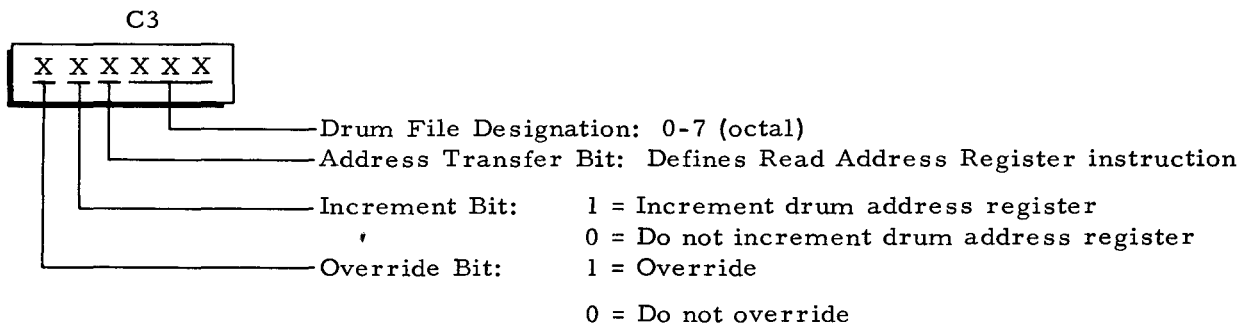 C3
X X X X X X
Drum File Designation: 0-7 (octal)
Address Transfer Bit: Defines Read Address Register instruction
Increment Bit: 1 = Increment drum address register
0 = Do not increment drum address register
Override Bit: 1 = Override
0 = Do not override